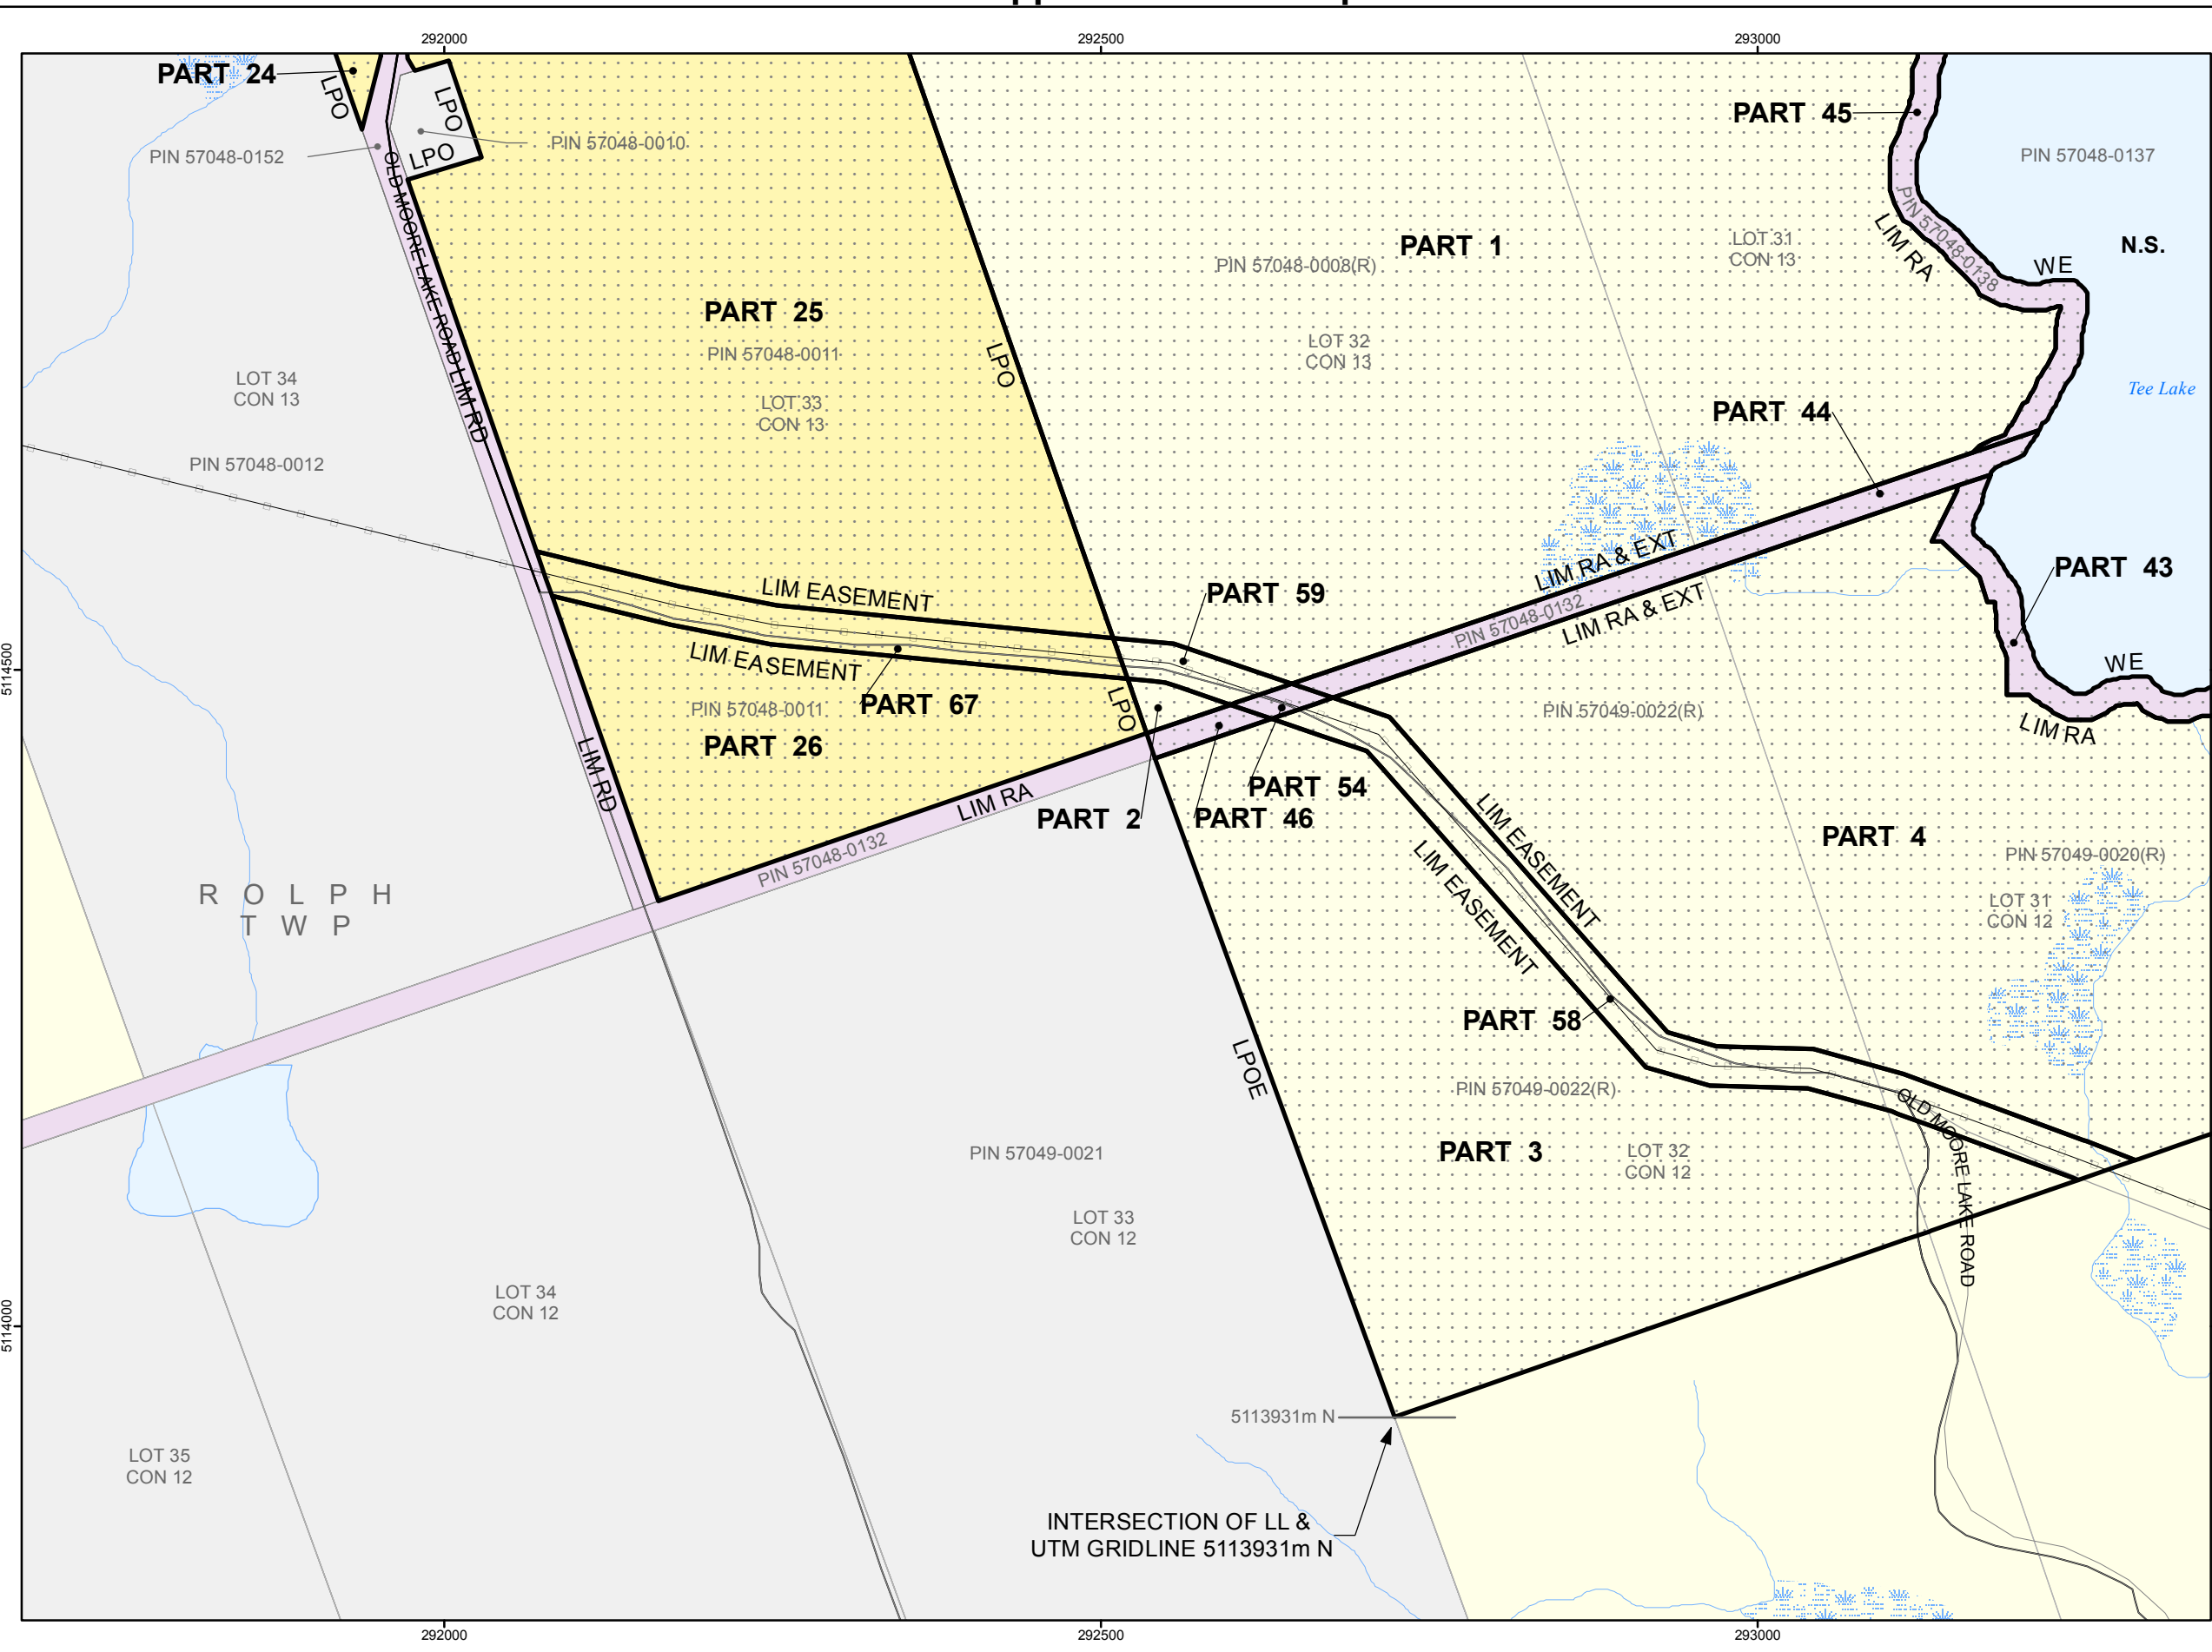 292000
292500
293000
PART 24
LPO
LPO
LPO
PIN 57048-0152
PIN 57048-0010
PART 45
PIN 57048-0137
PIN 57048-0138
LIM RA
WE
N.S.
OLD MOORE LAKE ROAD
LIM RD
PART 1
PIN 57048-0008(R)
LOT 31
CON 13
PART 25
PIN 57048-0011
LOT 33
CON 13
LPO
LOT 32
CON 13
LOT 34
CON 13
PIN 57048-0012
Tee Lake
PART 44
LIM RA & EXT
PIN 57048-0132
LIM RA & EXT
PART 43
WE
LIM RA
LIM EASEMENT
LIM EASEMENT
PART 59
PART 67
PIN 57048-0011
PART 26
LPO
PIN 57049-0022(R)
5114500
LIM RD
LIM RA
PIN 57048-0132
PART 2
PART 54
PART 46
LIM EASEMENT
LIM EASEMENT
PART 4
PIN 57049-0020(R)
LOT 31
CON 12
ROLPH
TWP
PART 58
LPOE
PIN 57049-0022(R)
OLD MOORE LAKE ROAD
PART 3
LOT 32
CON 12
PIN 57049-0021
LOT 33
CON 12
LOT 34
CON 12
5114000
5113931m N
LOT 35
CON 12
INTERSECTION OF LL &
UTM GRIDLINE 5113931m N
292000
292500
293000